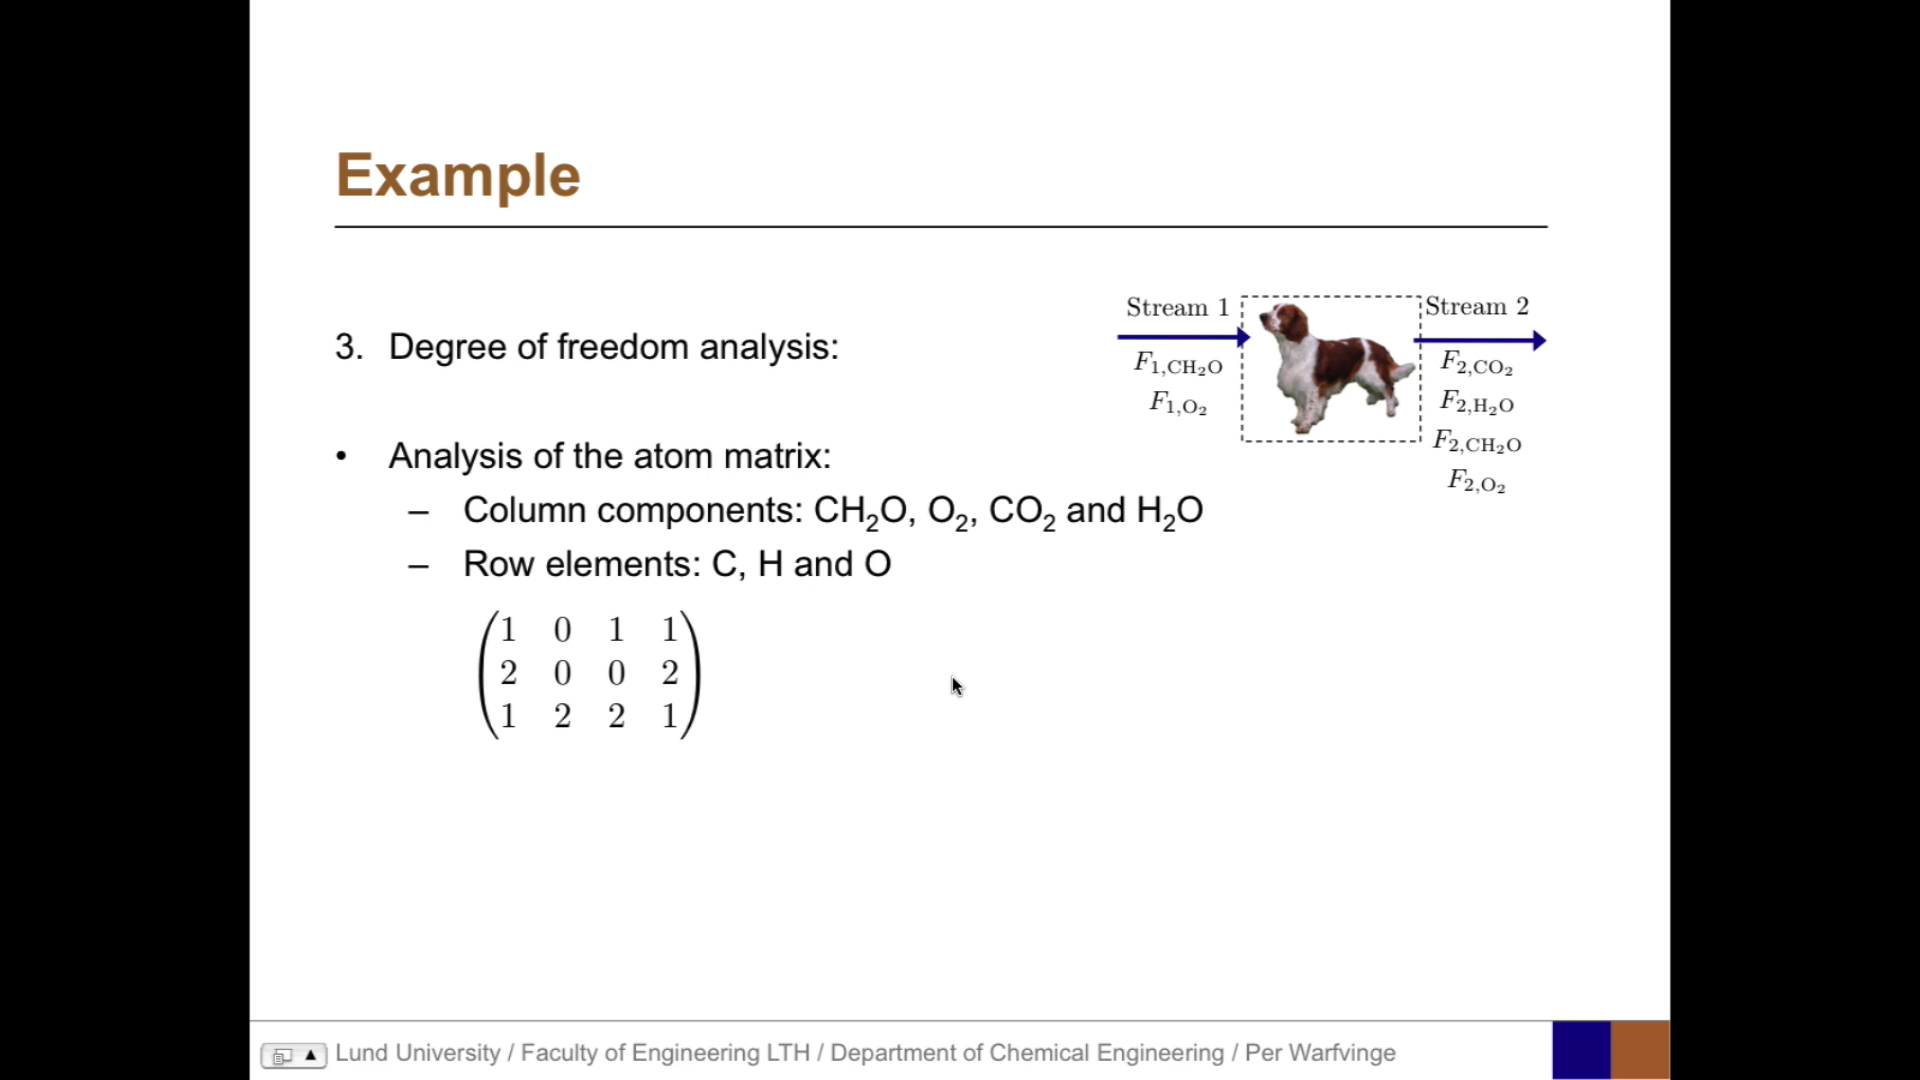 Example
3. Degree of freedom analysis:
• Analysis of the atom matrix:
– Column components: CH₂O, O₂, CO₂ and H₂O
– Row elements: C, H and O
1 0 1 1
2 0 0 2
1 2 2 1
Stream 1
F₁,CH₂O
F₁,O₂
Stream 2
F₂,CO₂
F₂,H₂O
F₂,CH₂O
F₂,O₂
Lund University / Faculty of Engineering LTH / Department of Chemical Engineering / Per Warfvinge